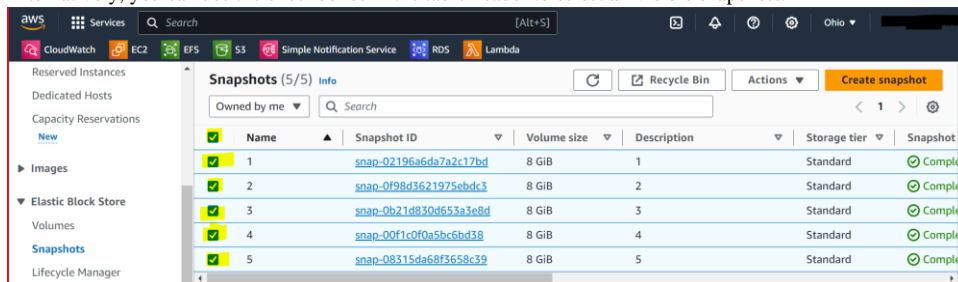 aws Services Search [Alt+S] Ohio
CloudWatch EC2 EFS S3 Simple Notification Service RDS Lambda
Reserved Instances
Dedicated Hosts
Capacity Reservations
New
Images
Elastic Block Store
Volumes
Snapshots
Lifecycle Manager
Snapshots (5/5) Info Recycle Bin Actions Create snapshot
Owned by me Search 1
Name Snapshot ID Volume size Description Storage tier Snapshot
1 snap-02196a6da7a2c17bd 8 GiB 1 Standard Comple
2 snap-0f98d3621975ebdc3 8 GiB 2 Standard Comple
3 snap-0b21d830d653a3e8d 8 GiB 3 Standard Comple
4 snap-00f1c0f0a5bc6bd38 8 GiB 4 Standard Comple
5 snap-08315da68f3658c39 8 GiB 5 Standard Comple